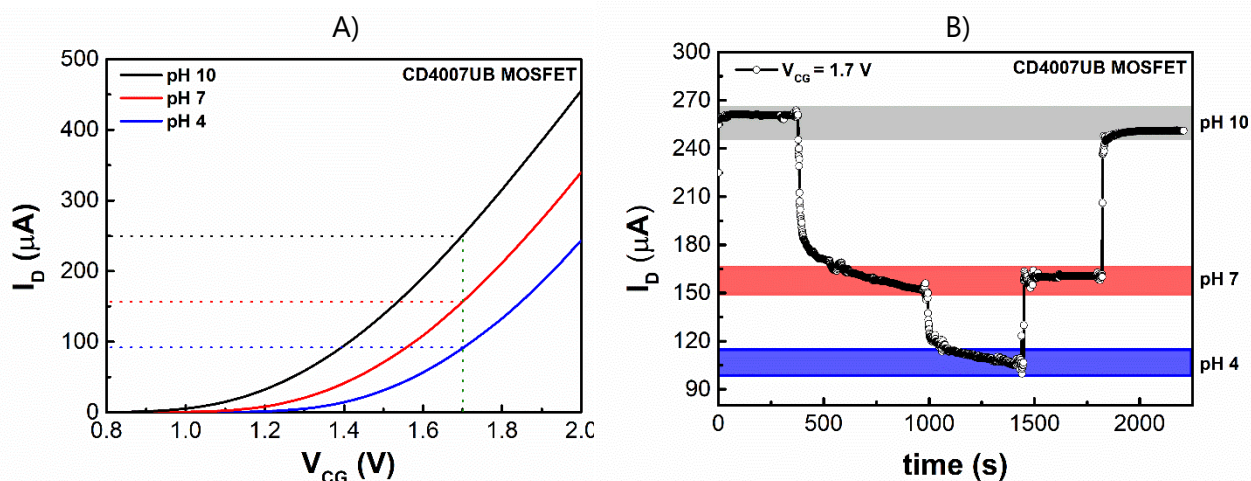 A)
500
400
300
200
100
0
I_D (μA)
pH 10
pH 7
pH 4
CD4007UB MOSFET
0.8
1.0
1.2
1.4
1.6
1.8
2.0
V_CG (V)
B)
300
270
240
210
180
150
120
90
I_D (μA)
V_CG = 1.7 V
CD4007UB MOSFET
pH 10
pH 7
pH 4
0
500
1000
1500
2000
time (s)